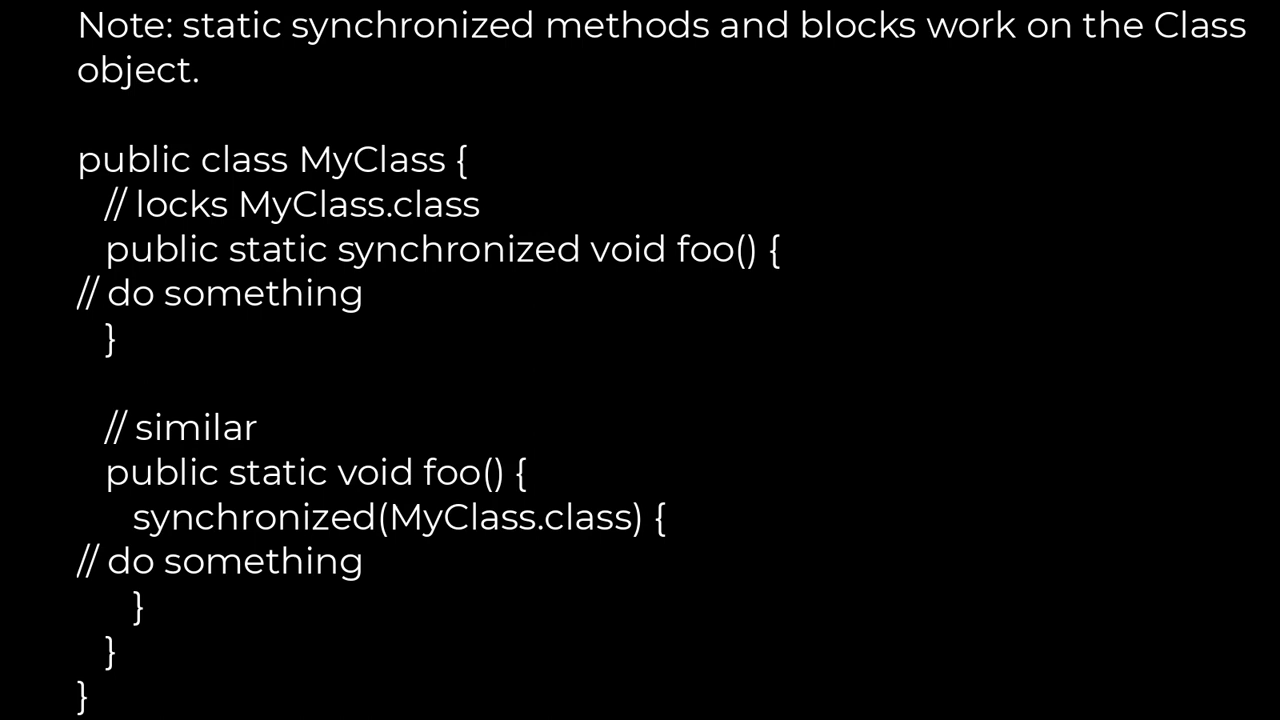 Note: static synchronized methods and blocks work on the Class
object.
public class MyClass {
// locks MyClass.class
public static synchronized void foo() {
// do something
}
// similar
public static void foo() {
synchronized(MyClass.class) {
// do something
}
}
}